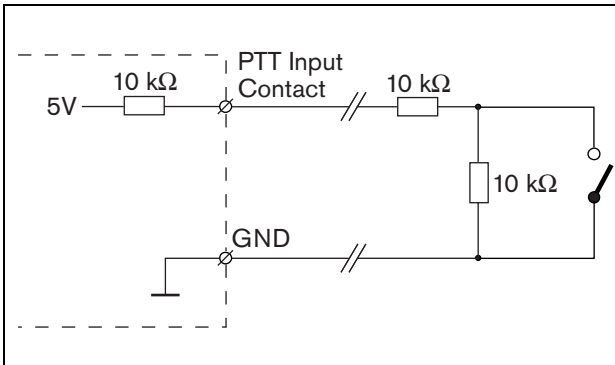 PTT Input
Contact
10 kΩ
10 kΩ
5V
10 kΩ
GND